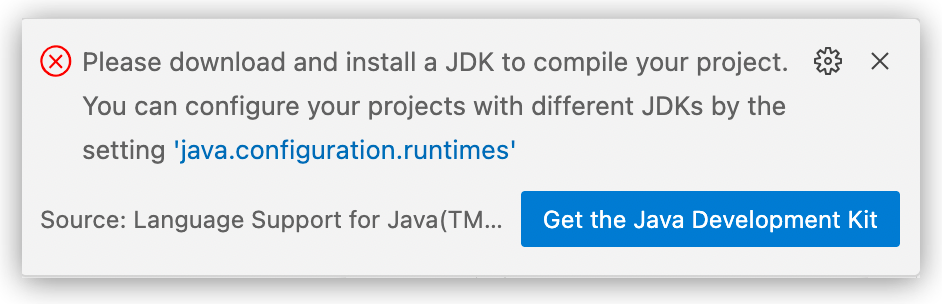 Please download and install a JDK to compile your project.
You can configure your projects with different JDKs by the
setting 'java.configuration.runtimes'
Source: Language Support for Java(TM...
Get the Java Development Kit